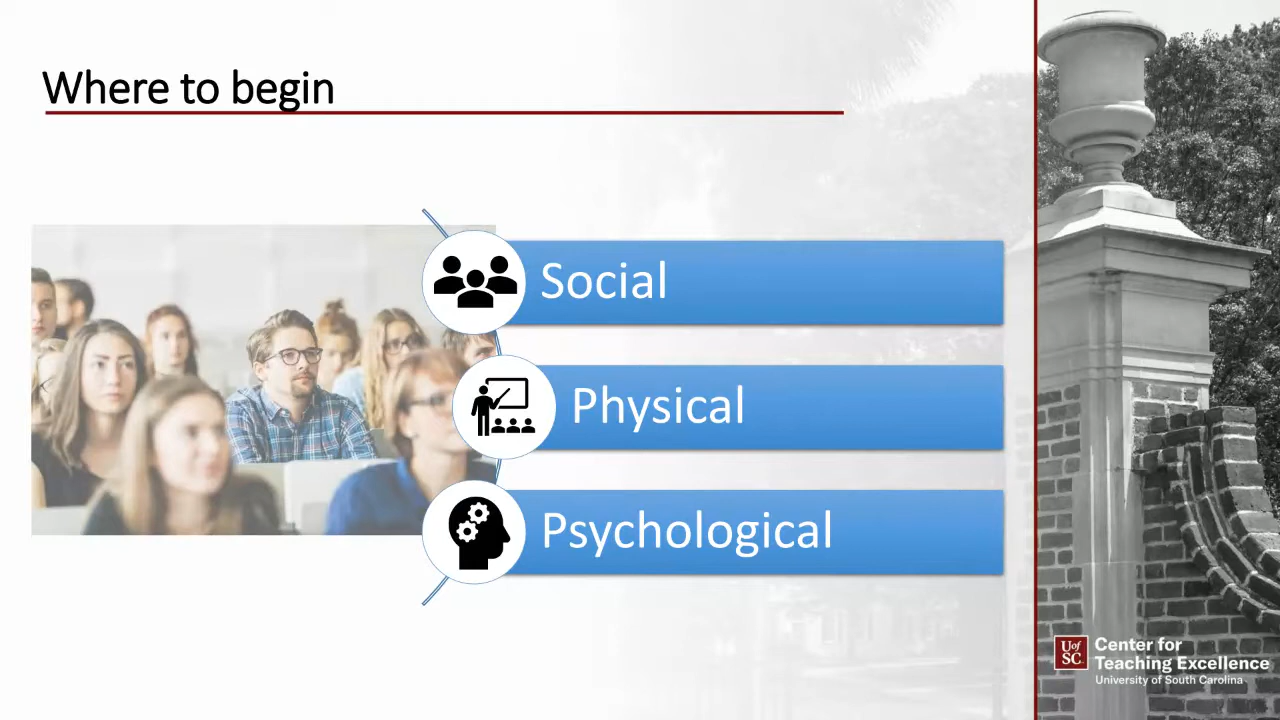 Where to begin
Social
Physical
Psychological
UofSC
Center for
Teaching Excellence
University of South Carolina